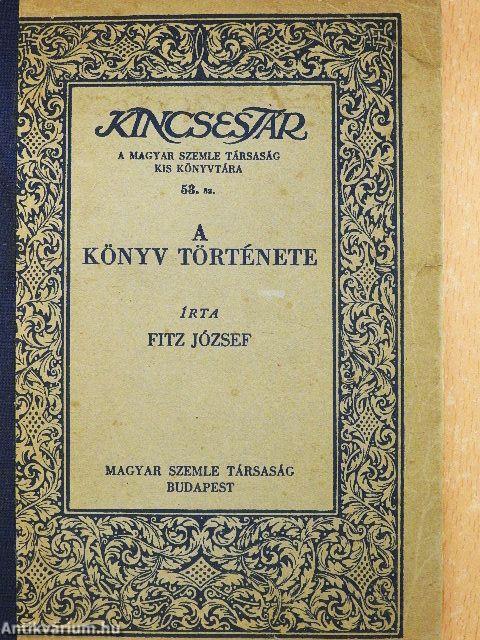 KINCSESTÁR
A MAGYAR SZEMLE TÁRSASÁG
KIS KÖNYVTÁRA
53. sz.
A
KÖNYV TÖRTÉNETE
ÍRTA
FITZ JÓZSEF
MAGYAR SZEMLE TÁRSASÁG
BUDAPEST
Antikvarium.hu